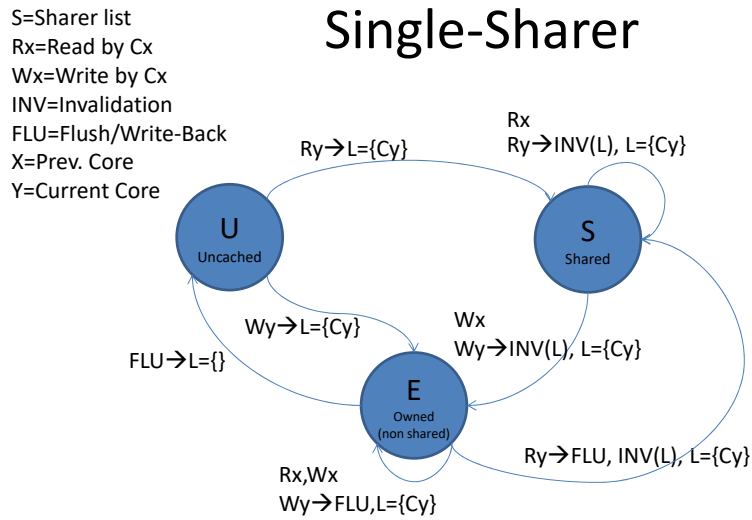 Single-Sharer
S=Sharer list
Rx=Read by Cx
Wx=Write by Cx
INV=Invalidation
FLU=Flush/Write-Back
X=Prev. Core
Y=Current Core
Rx
Ry→INV(L), L={Cy}
Ry→L={Cy}
U
Uncached
S
Shared
Wy→L={Cy}
Wx
Wy→INV(L), L={Cy}
FLU→L={}
E
Owned
(non shared)
Ry→FLU, INV(L), L={Cy}
Rx,Wx
Wy→FLU,L={Cy}